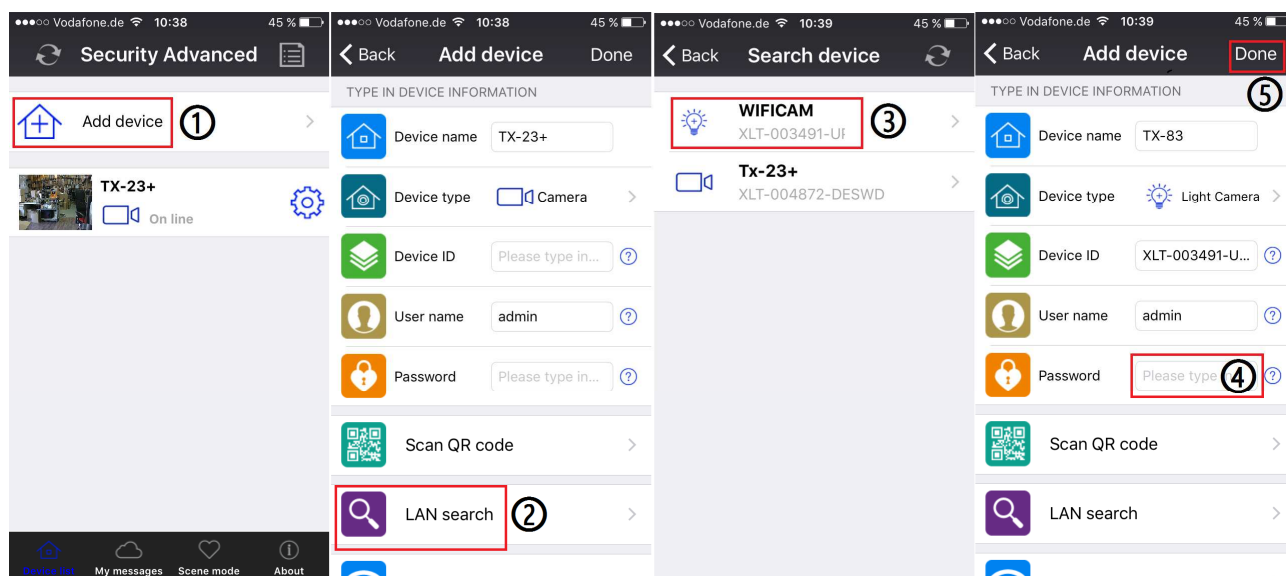 ●●●○○ Vodafone.de 10:38 45 %
Security Advanced
Add device
①
TX-23+
On line
Device list My messages Scene mode About
●●●○○ Vodafone.de 10:38 45 %
Back Add device Done
TYPE IN DEVICE INFORMATION
Device name TX-23+
Device type Camera
Device ID Please type in... ?
User name admin ?
Password Please type in... ?
Scan QR code
LAN search ②
●●●○○ Vodafone.de 10:39 45 %
Back Search device
WIFICAM
③
XLT-003491-UF
Tx-23+
XLT-004872-DESWD
●●●○○ Vodafone.de 10:39 45 %
Back Add device Done
TYPE IN DEVICE INFORMATION ⑤
Device name TX-83
Device type Light Camera
Device ID XLT-003491-U... ?
User name admin ?
Password Please type ④ ?
Scan QR code
LAN search